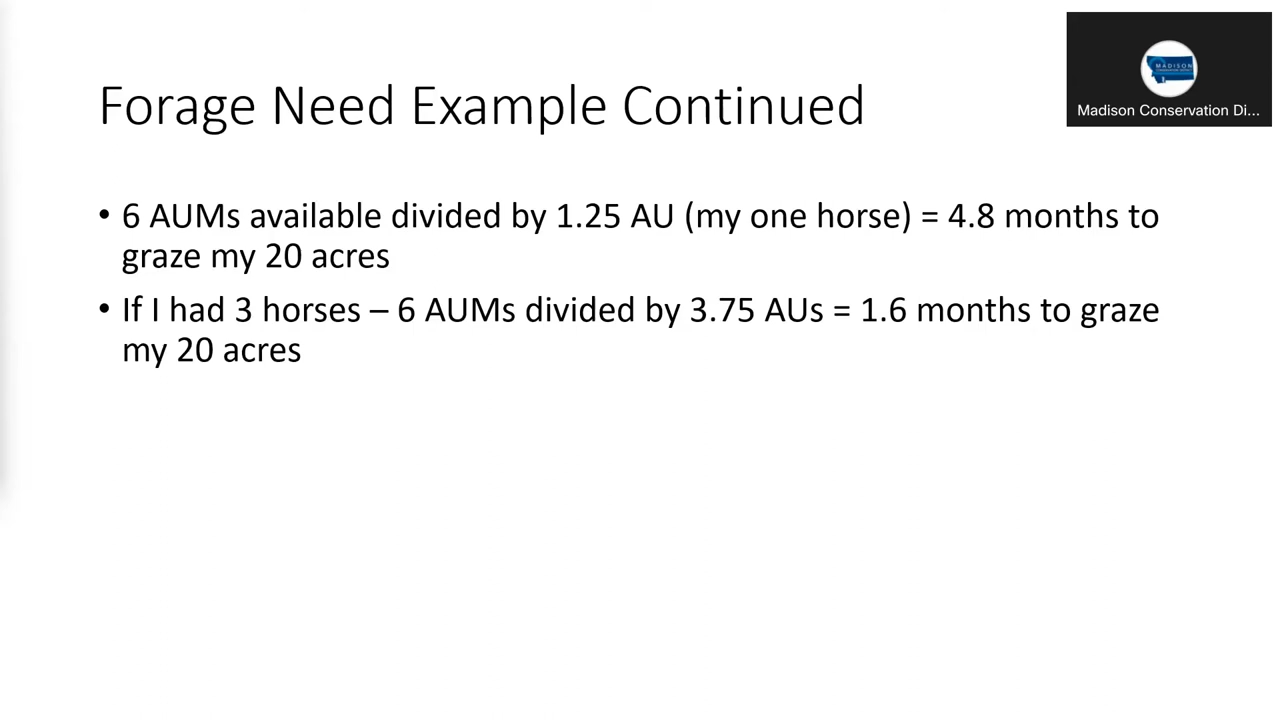 Forage Need Example Continued
MADISON
Madison Conservation Di...
• 6 AUMs available divided by 1.25 AU (my one horse) = 4.8 months to
graze my 20 acres
• If I had 3 horses – 6 AUMs divided by 3.75 AUs = 1.6 months to graze
my 20 acres